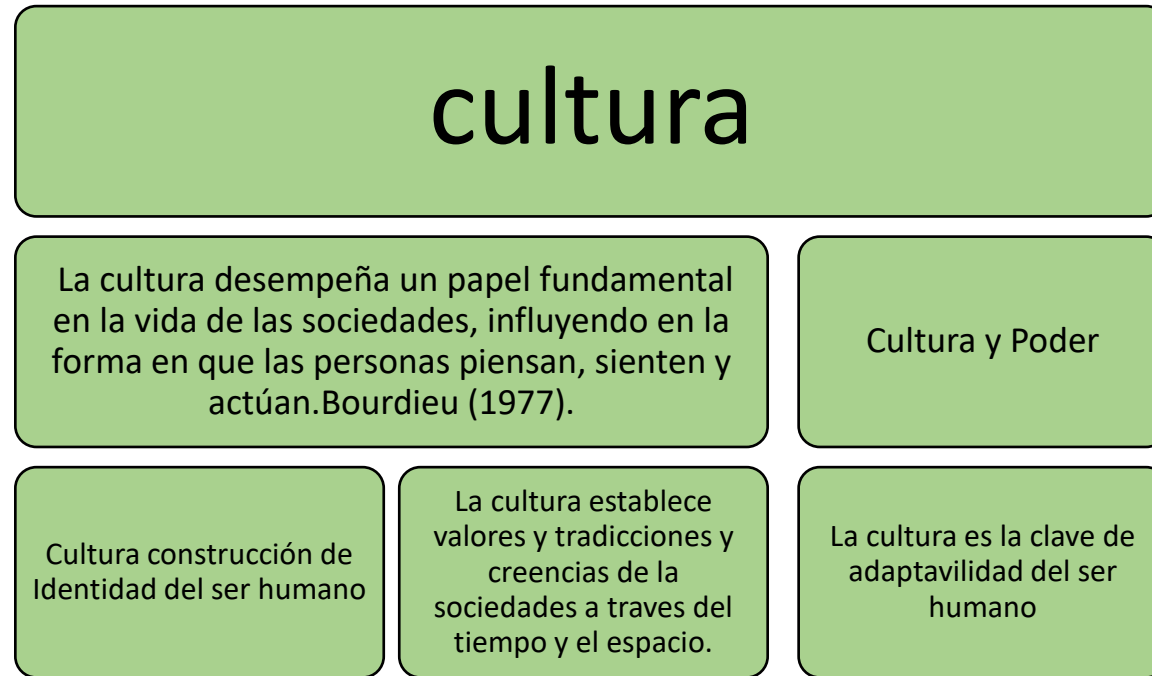 cultura
La cultura desempeña un papel fundamental
en la vida de las sociedades, influyendo en la
forma en que las personas piensan, sienten y
actúan.Bourdieu (1977).
Cultura y Poder
Cultura construcción de
Identidad del ser humano
La cultura establece
valores y tradicciones y
creencias de la
sociedades a traves del
tiempo y el espacio.
La cultura es la clave de
adaptavilidad del ser
humano